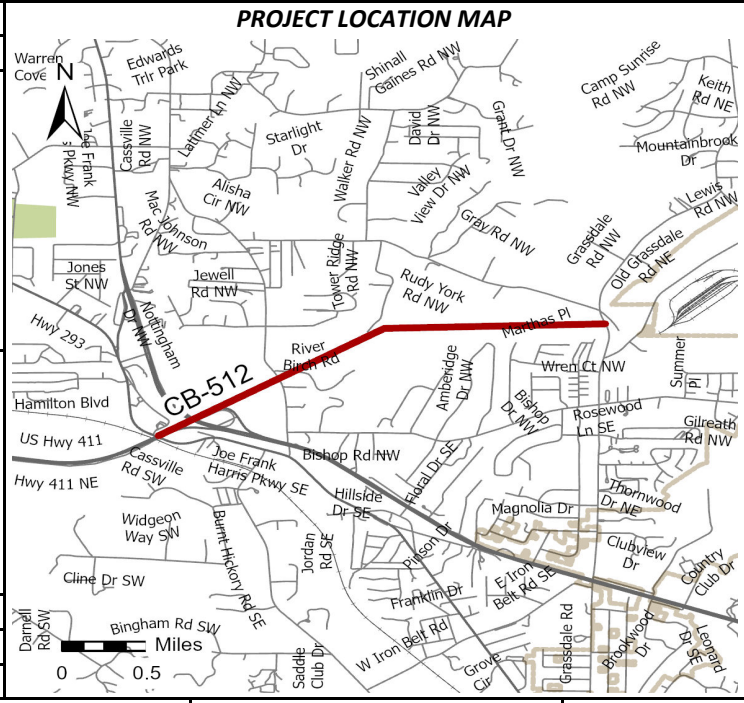 PROJECT LOCATION MAP
Warren
Cove
N
Edwards
Trlr Park
Shinall
Gaines Rd NW
Camp Sunrise
Rd NW
Keith
Rd NE
Joe Frank
s Pkwy NW
Cassville
Rd NW
Latimer Ln NW
Starlight
Dr
Walker Rd NW
David
Dr NW
Grant Dr NW
Mountainbrook
Dr
Alisha
Cir NW
Valley
View Dr NW
Lewis
Rd NW
Mac Johnson
Rd NW
Gray Rd NW
Grassdale
Rd NW
Old Grassdale
Rd NE
Jones
St NW
Jewell
Rd NW
Tower Ridge
Rd NW
Rudy York
Rd NW
Hwy 293
Nottingham
Dr NW
River
Birch Rd
Marthas Pl
CB-512
Amberidge
Dr NW
Wren Ct NW
Summer
Pl
Hamilton Blvd
Bishop
Dr NW
Rosewood
Ln SE
Gilreath
Rd NW
US Hwy 411
Cassville
Rd SW
Joe Frank
Harris Pkwy SE
Bishop Rd NW
Floral Dr SE
Hwy 411 NE
Hillside
Dr SE
Magnolia Dr
Thornwood
Dr NE
Widgeon
Way SW
Burnt Hickory Rd SE
Jordan
Rd SE
Pinson Dr
Clubview
Dr
Country
Club Dr
Cline Dr SW
E Iron
Belt Rd SE
Franklin Dr
Darnell
Rd SW
Bingham Rd SW
W Iron Belt Rd
Grassdale Rd
Brookwood
Dr
Leonard
Dr SE
Miles
0
0.5
Saddle
Club Dr
Grove
Cir